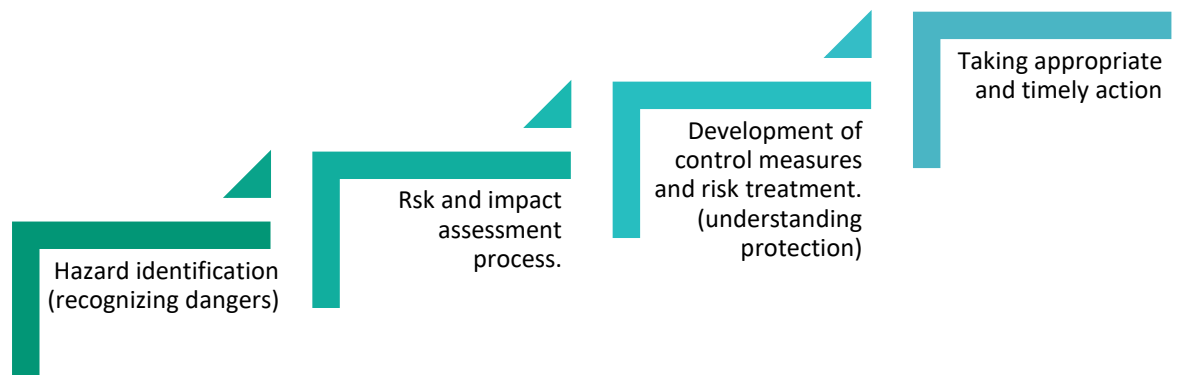 Hazard identification
(recognizing dangers)
Rsk and impact
assessment
process.
Development of
control measures
and risk treatment.
(understanding
protection)
Taking appropriate
and timely action